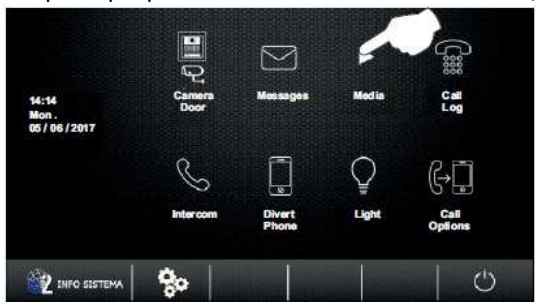 14:14
Mon .
05 / 06 / 2017
Camera
Door
Messages
Media
Call
Log
Intercom
Divert
Phone
Light
Call
Options
2 INFO SISTEMA